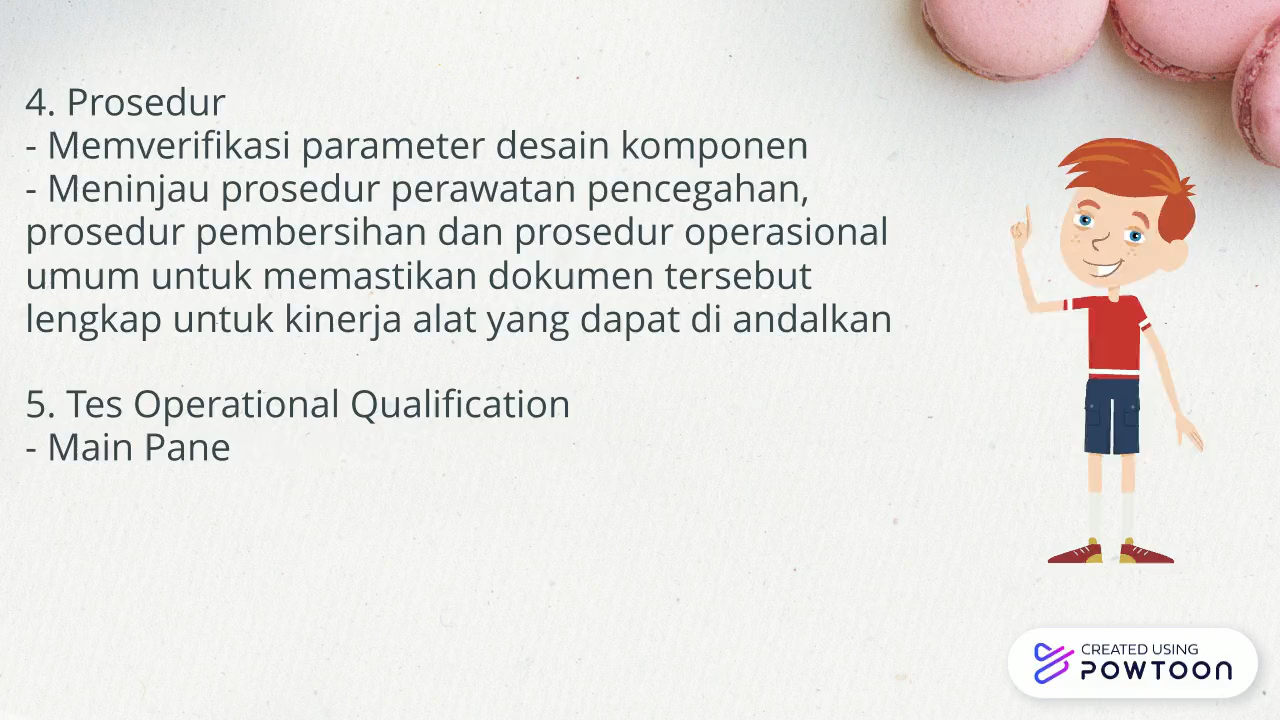 4. Prosedur
- Memverifikasi parameter desain komponen
- Meninjau prosedur perawatan pencegahan,
prosedur pembersihan dan prosedur operasional
umum untuk memastikan dokumen tersebut
lengkap untuk kinerja alat yang dapat di andalkan
5. Tes Operational Qualification
- Main Pane
CREATED USING
POWTOON